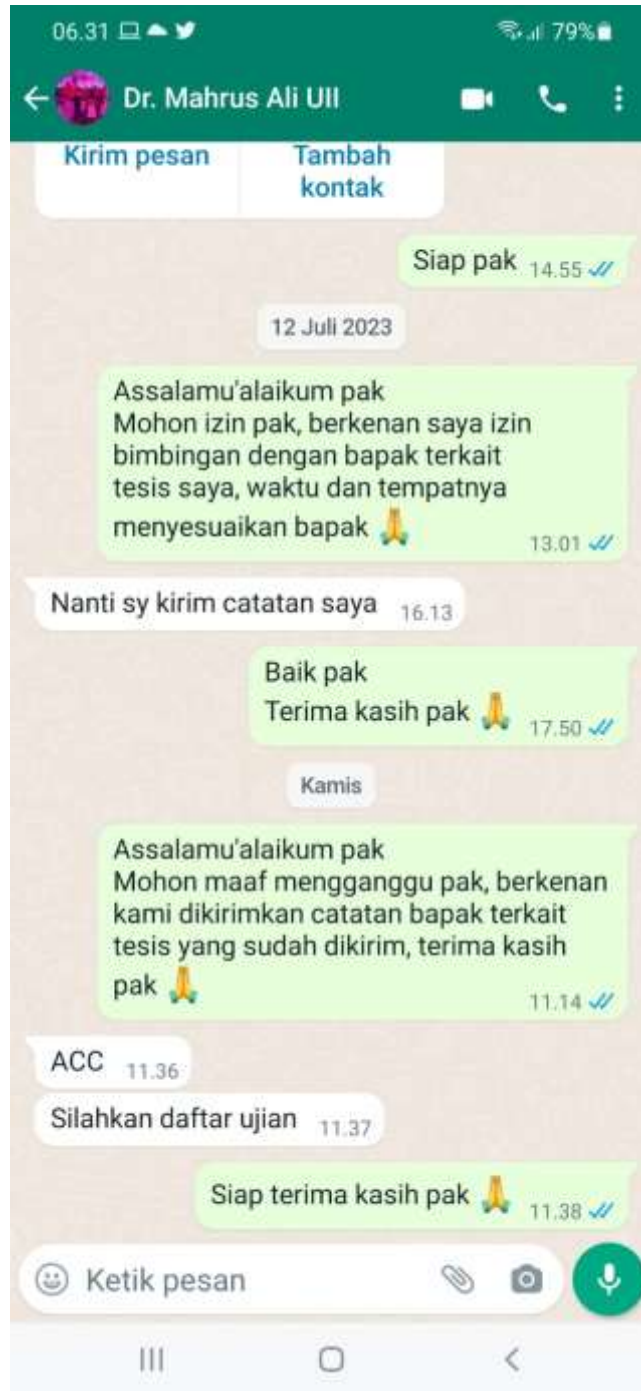 06.31
79%
Dr. Mahrus Ali UII
Kirim pesan
Tambah
kontak
Siap pak 14.55
12 Juli 2023
Assalamu'alaikum pak
Mohon izin pak, berkenan saya izin
bimbingan dengan bapak terkait
tesis saya, waktu dan tempatnya
menyesuaikan bapak 🙏
13.01
Nanti sy kirim catatan saya 16.13
Baik pak
Terima kasih pak 🙏 17.50
Kamis
Assalamu'alaikum pak
Mohon maaf mengganggu pak, berkenan
kami dikirimkan catatan bapak terkait
tesis yang sudah dikirim, terima kasih
pak 🙏
11.14
ACC 11.36
Silahkan daftar ujian 11.37
Siap terima kasih pak 🙏 11.38
Ketik pesan